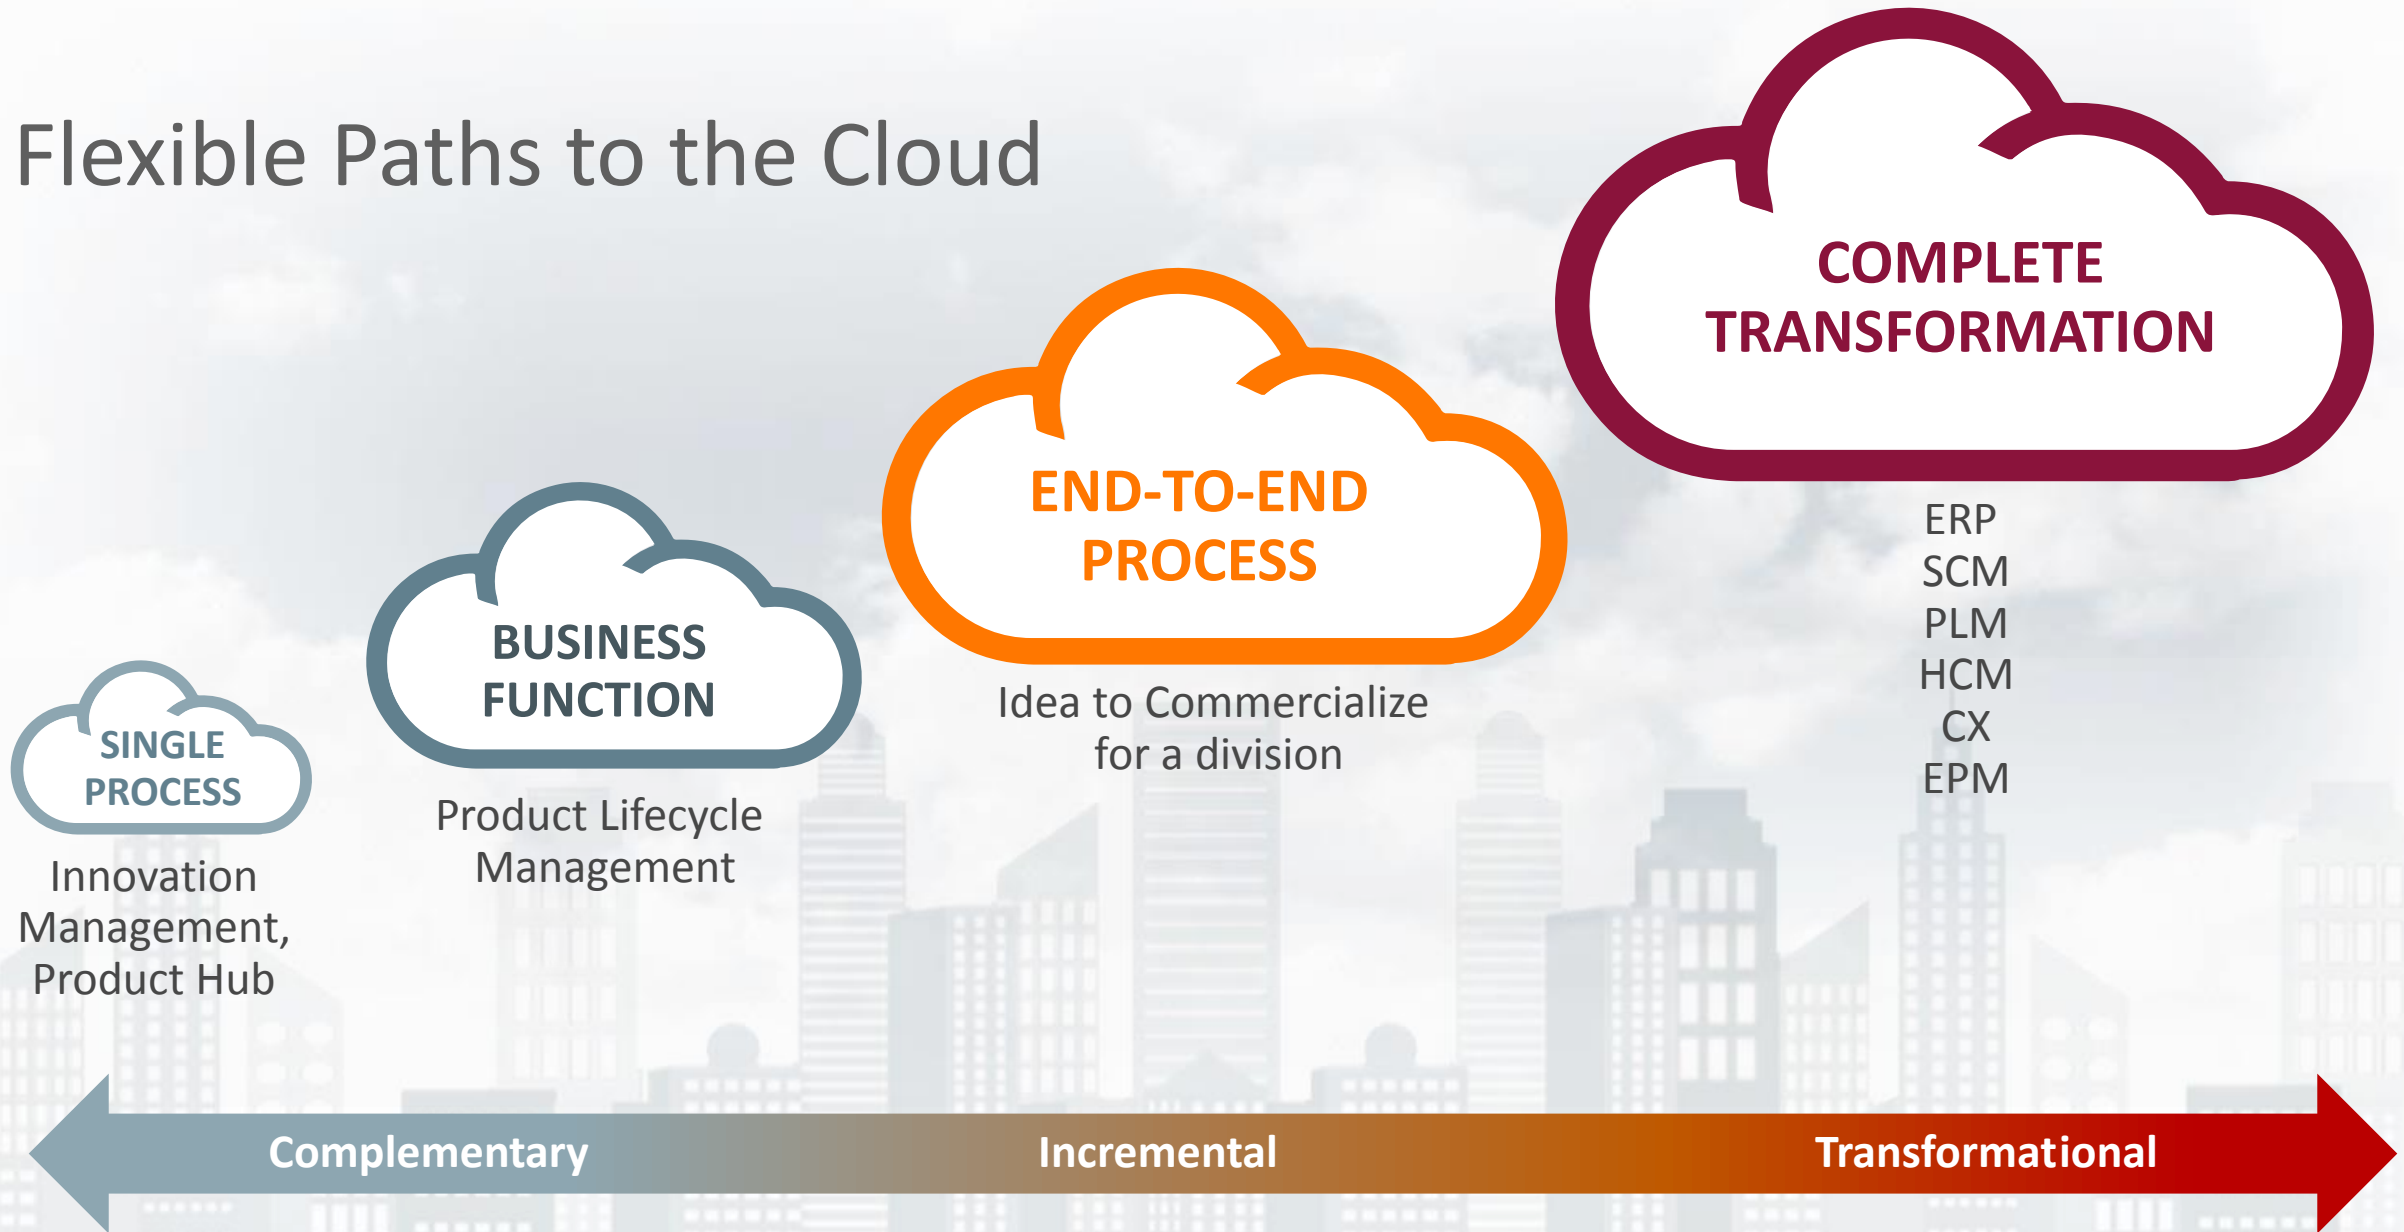 Flexible Paths to the Cloud
SINGLE
PROCESS
Innovation
Management,
Product Hub
BUSINESS
FUNCTION
Product Lifecycle
Management
END-TO-END
PROCESS
Idea to Commercialize
for a division
COMPLETE
TRANSFORMATION
ERP
SCM
PLM
HCM
CX
EPM
Complementary
Incremental
Transformational